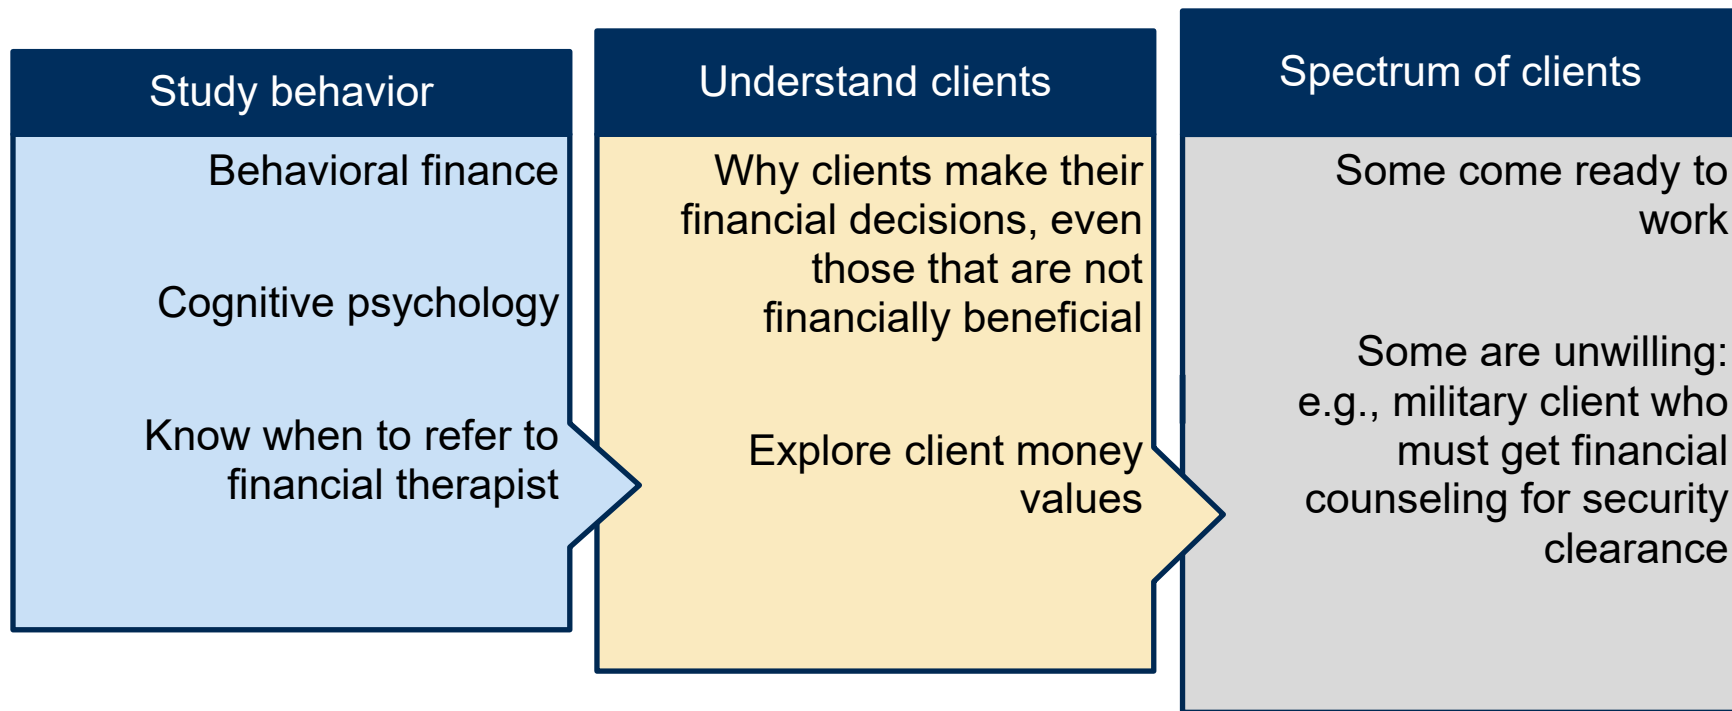 Study behavior
Behavioral finance
Cognitive psychology
Know when to refer to
financial therapist
Understand clients
Why clients make their
financial decisions, even
those that are not
financially beneficial
Explore client money
values
Spectrum of clients
Some come ready to
work
Some are unwilling:
e.g., military client who
must get financial
counseling for security
clearance